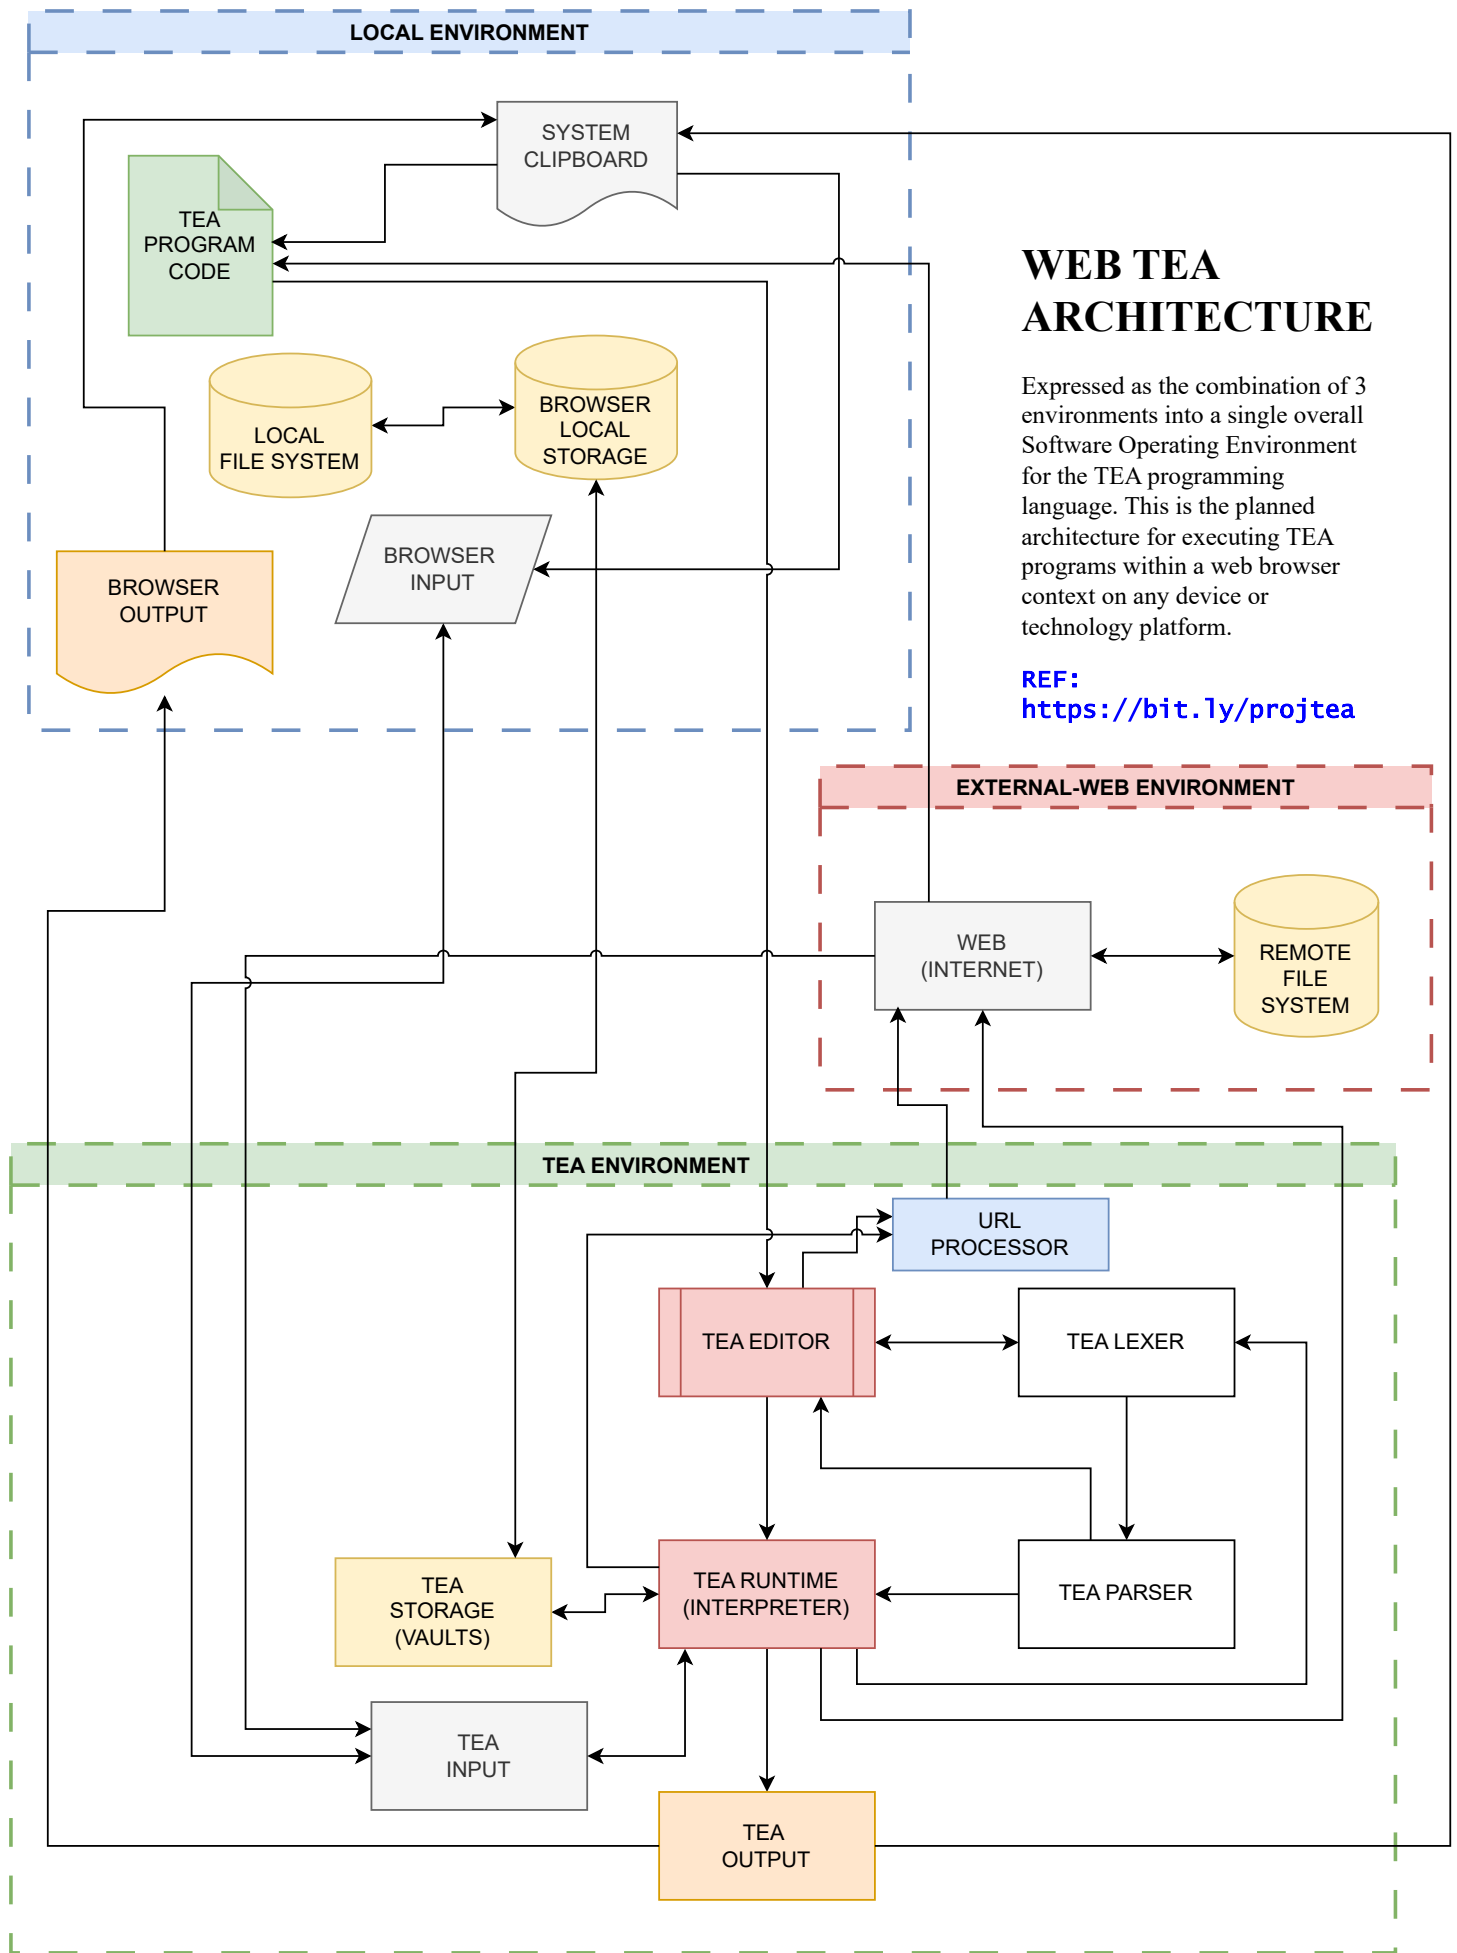 LOCAL ENVIRONMENT
SYSTEM
CLIPBOARD
TEA
PROGRAM
CODE
WEB TEA
ARCHITECTURE
Expressed as the combination of 3
environments into a single overall
Software Operating Environment
for the TEA programming
language. This is the planned
architecture for executing TEA
programs within a web browser
context on any device or
technology platform.
REF:
https://bit.ly/projtea
LOCAL
FILE SYSTEM
BROWSER
LOCAL
STORAGE
BROWSER
INPUT
BROWSER
OUTPUT
EXTERNAL-WEB ENVIRONMENT
WEB
(INTERNET)
REMOTE
FILE
SYSTEM
TEA ENVIRONMENT
URL
PROCESSOR
TEA EDITOR
TEA LEXER
TEA
STORAGE
(VAULTS)
TEA RUNTIME
(INTERPRETER)
TEA PARSER
TEA
INPUT
TEA
OUTPUT